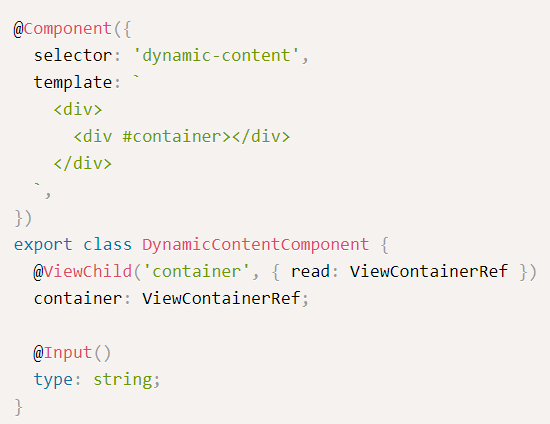 @Component({
  selector: 'dynamic-content',
  template: `
    <div>
      <div #container></div>
    </div>
  `,
})
export class DynamicContentComponent {
  @ViewChild('container', { read: ViewContainerRef })
  container: ViewContainerRef;

  @Input()
  type: string;
}